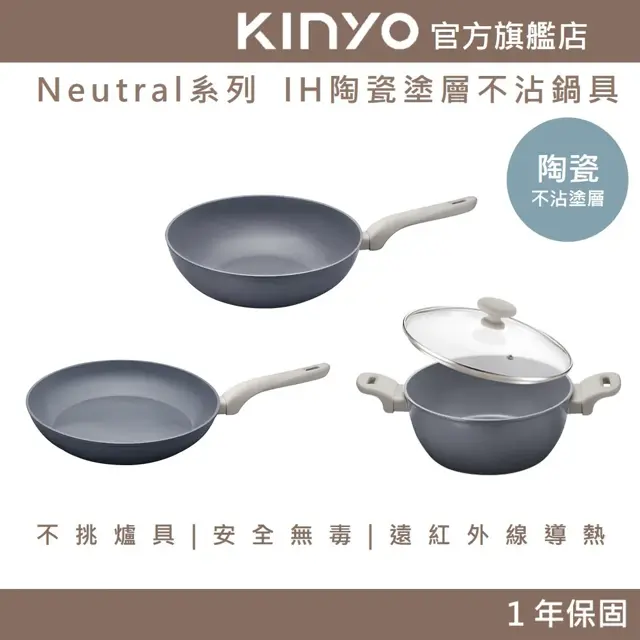 KINYO 官方旗艦店
Neutral系列 IH陶瓷塗層不沾鍋具
陶瓷
不沾塗層
不挑爐具|安全無毒|遠紅外線導熱
1年保固